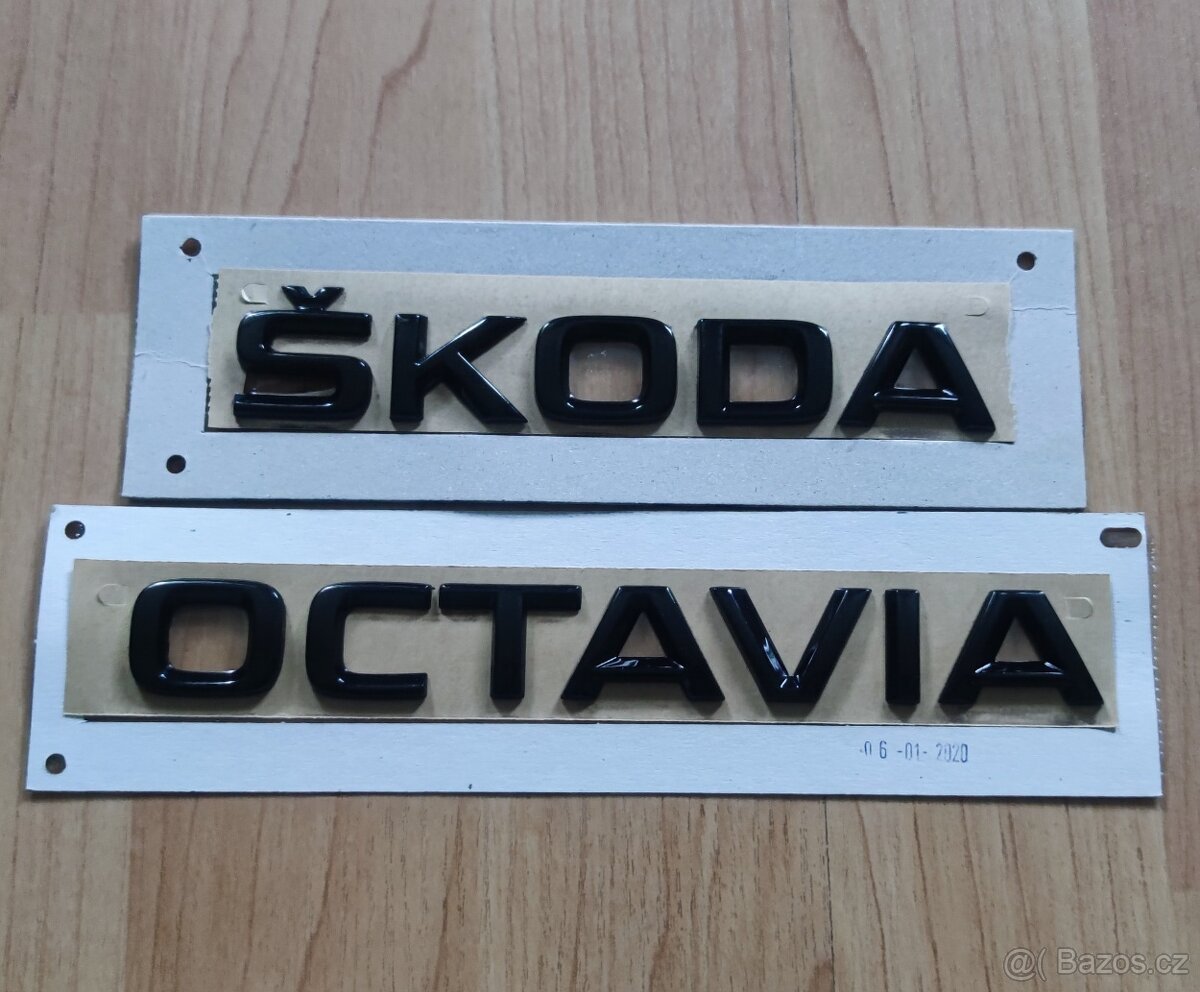 ŠKODA
OCTAVIA
06-01-2020
@( Bazos.cz